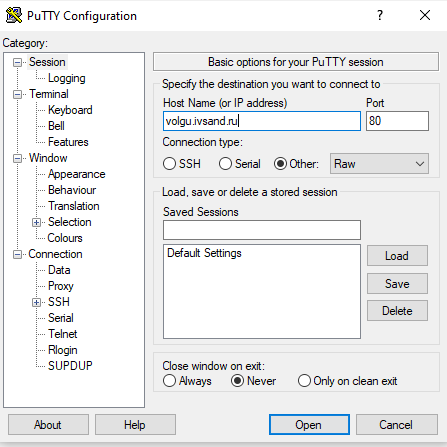 PuTTY Configuration
? ×
Category:
Session
Logging
Terminal
Keyboard
Bell
Features
Window
Appearance
Behaviour
Translation
Selection
Colours
Connection
Data
Proxy
SSH
Serial
Telnet
Rlogin
SUPDUP
Basic options for your PuTTY session
Specify the destination you want to connect to
Host Name (or IP address) Port
volgu.ivsand.ru 80
Connection type:
SSH Serial Other: Raw
Load, save or delete a stored session
Saved Sessions
Default Settings
Load
Save
Delete
Close window on exit:
Always Never Only on clean exit
About Help Open Cancel